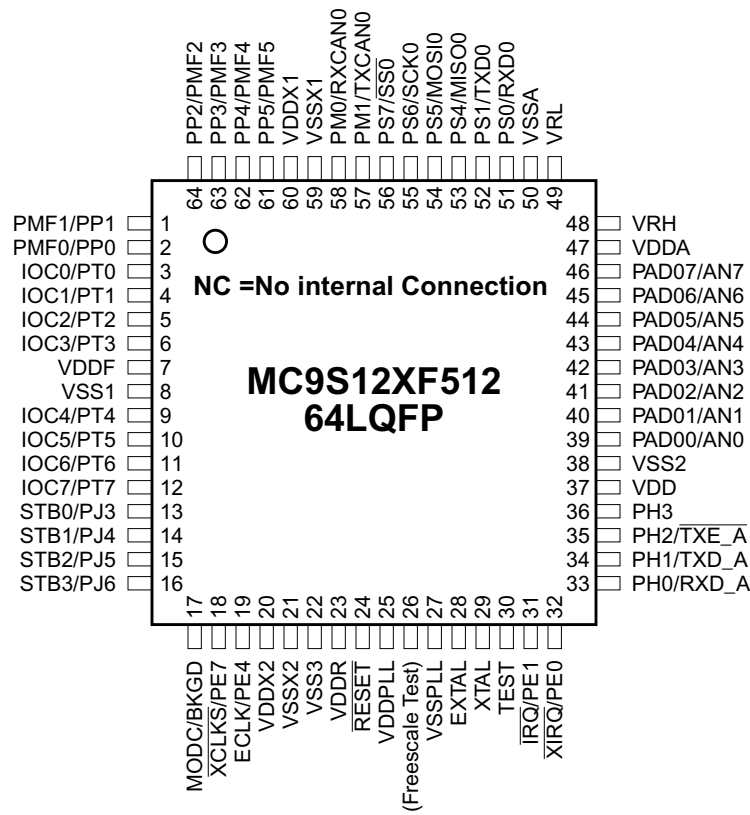 PP2/PMF2
PP3/PMF3
PP4/PMF4
PP5/PMF5
VDDX1
VSSX1
PM0/RXCAN0
PM1/TXCAN0
PS7/SS0
PS6/SCK0
PS5/MOSI0
PS4/MISO0
PS1/TXD0
PS0/RXD0
VSSA
VRL
64
63
62
61
60
59
58
57
56
55
54
53
52
51
50
49
PMF1/PP1 1
PMF0/PP0 2
IOC0/PT0 3
IOC1/PT1 4
IOC2/PT2 5
IOC3/PT3 6
VDDF 7
VSS1 8
IOC4/PT4 9
IOC5/PT5 10
IOC6/PT6 11
IOC7/PT7 12
STB0/PJ3 13
STB1/PJ4 14
STB2/PJ5 15
STB3/PJ6 16
NC =No internal Connection
MC9S12XF512
64LQFP
48 VRH
47 VDDA
46 PAD07/AN7
45 PAD06/AN6
44 PAD05/AN5
43 PAD04/AN4
42 PAD03/AN3
41 PAD02/AN2
40 PAD01/AN1
39 PAD00/AN0
38 VSS2
37 VDD
36 PH3
35 PH2/TXE_A
34 PH1/TXD_A
33 PH0/RXD_A
17
18
19
20
21
22
23
24
25
26
27
28
29
30
31
32
MODC/BKGD
XCLKS/PE7
ECLK/PE4
VDDX2
VSSX2
VSS3
VDDR
RESET
VDDPLL
(Freescale Test)
VSSPLL
EXTAL
XTAL
TEST
IRQ/PE1
XIRQ/PE0